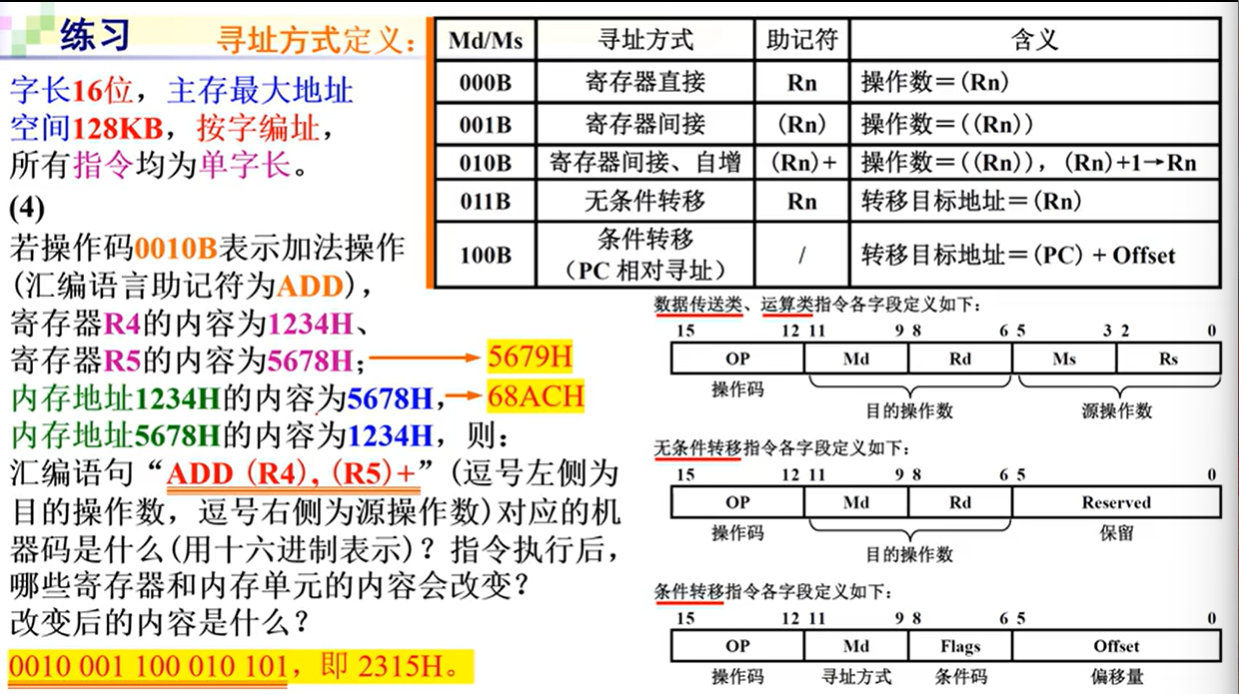 练习
字长16位，主存最大地址
空间128KB，按字编址，
所有指令均为单字长。
(4)
若操作码0010B表示加法操作
(汇编语言助记符为ADD)，
寄存器R4的内容为1234H、
寄存器R5的内容为5678H； 5679H
内存地址1234H的内容为5678H， 68ACH
内存地址5678H的内容为1234H，则：
汇编语句“ADD (R4), (R5)+”(逗号左侧为
目的操作数，逗号右侧为源操作数)对应的机
器码是什么(用十六进制表示)？指令执行后，
哪些寄存器和内存单元的内容会改变？
改变后的内容是什么？
0010 001 100 010 101，即 2315H。
寻址方式定义：
Md/Ms 寻址方式 助记符 含义
000B 寄存器直接 Rn 操作数＝(Rn)
001B 寄存器间接 (Rn) 操作数＝((Rn))
010B 寄存器间接、自增 (Rn)+ 操作数＝((Rn))，(Rn)+1→Rn
011B 无条件转移 Rn 转移目标地址＝(Rn)
100B 条件转移 / 转移目标地址＝(PC) + Offset
（PC 相对寻址）
数据传送类、运算类指令各字段定义如下：
15 12 11 9 8 6 5 3 2 0
OP Md Rd Ms Rs
操作码
目的操作数 源操作数
无条件转移指令各字段定义如下：
15 12 11 9 8 6 5 0
OP Md Rd Reserved
操作码 保留
目的操作数
条件转移指令各字段定义如下：
15 12 11 9 8 6 5 0
OP Md Flags Offset
操作码 寻址方式 条件码 偏移量